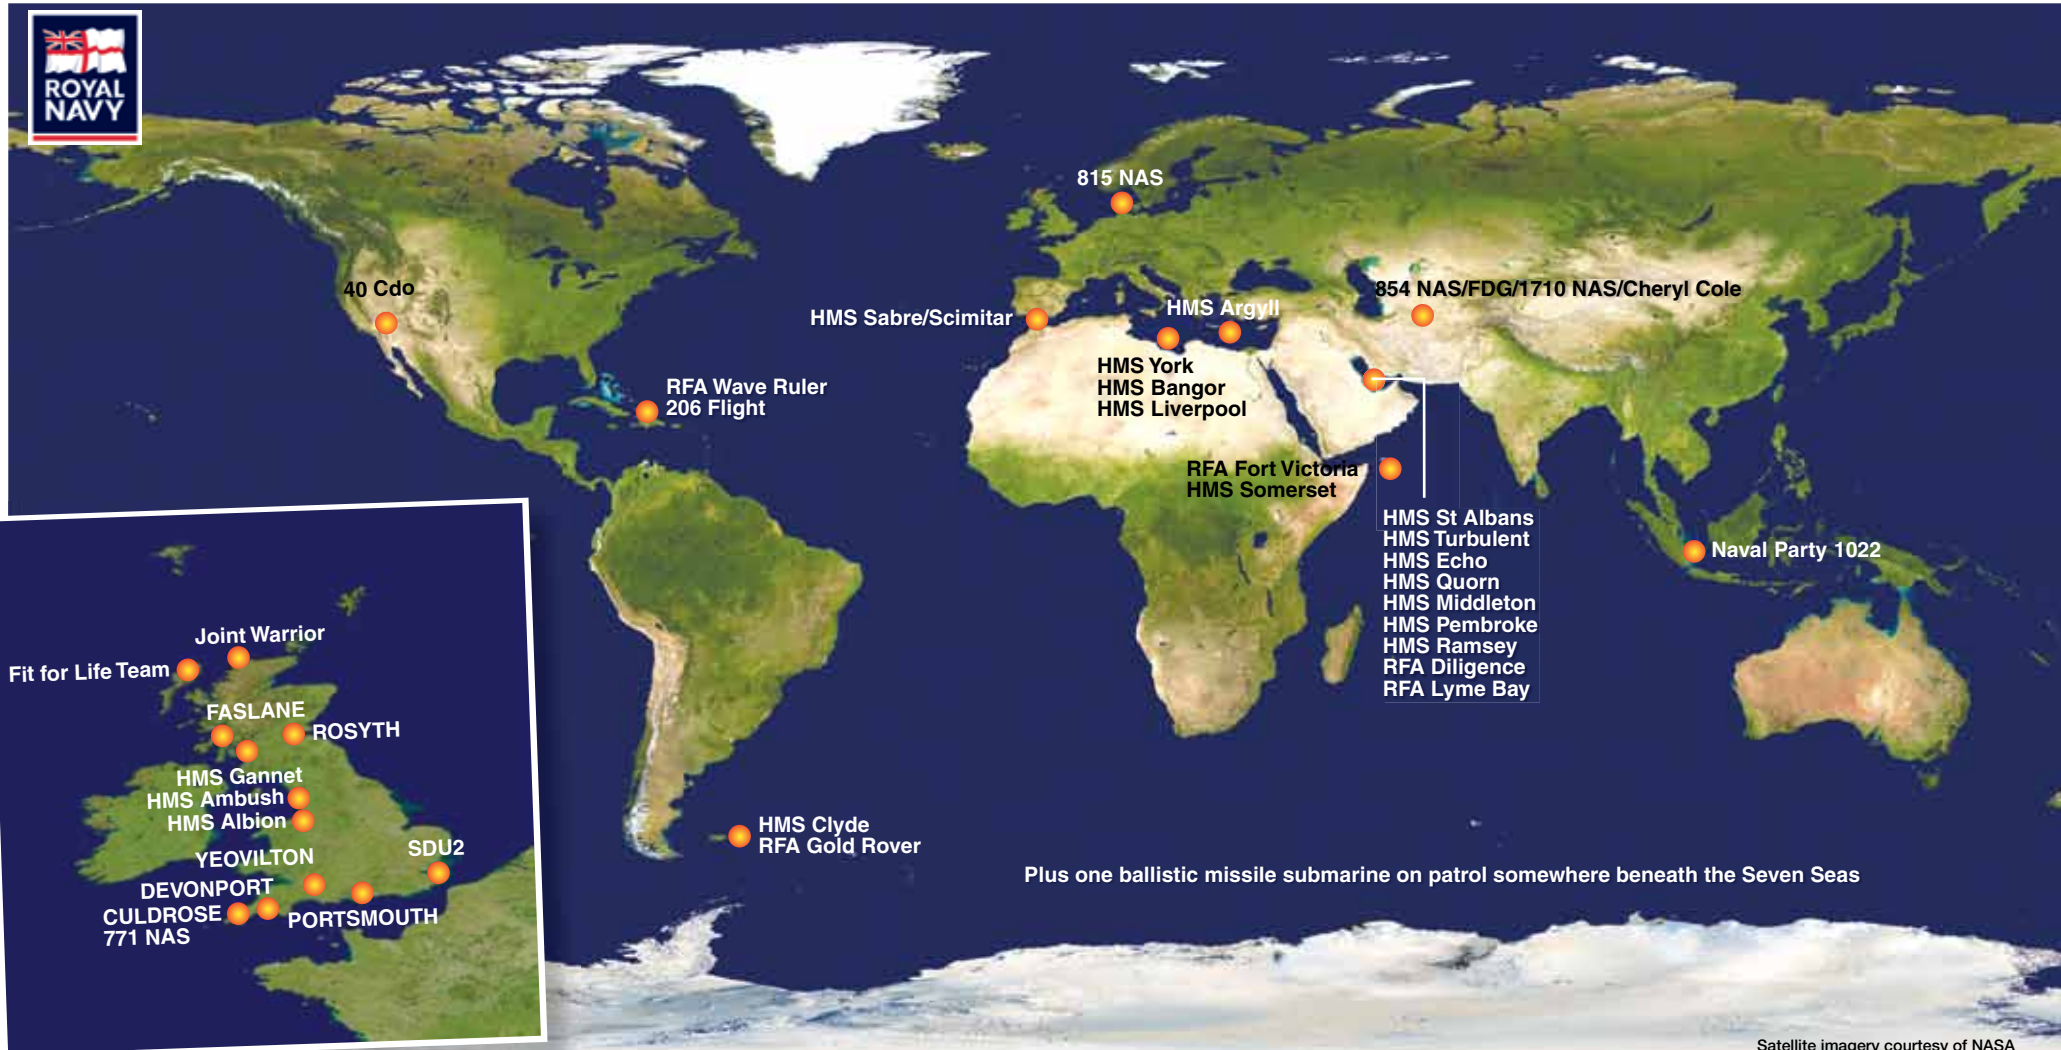 ROYAL
NAVY
815 NAS
40 Cdo
854 NAS/FDG/1710 NAS/Cheryl Cole
HMS Sabre/Scimitar
HMS Argyll
HMS York
HMS Bangor
HMS Liverpool
RFA Wave Ruler
206 Flight
RFA Fort Victoria
HMS Somerset
HMS St Albans
HMS Turbulent
HMS Echo
HMS Quorn
HMS Middleton
HMS Pembroke
HMS Ramsey
RFA Diligence
RFA Lyme Bay
Naval Party 1022
Joint Warrior
Fit for Life Team
FASLANE
ROSYTH
HMS Gannet
HMS Ambush
HMS Albion
YEOVILTON
SDU2
DEVONPORT
CULDROSE
771 NAS
PORTSMOUTH
HMS Clyde
RFA Gold Rover
Plus one ballistic missile submarine on patrol somewhere beneath the Seven Seas
Satellite imagery courtesy of NASA